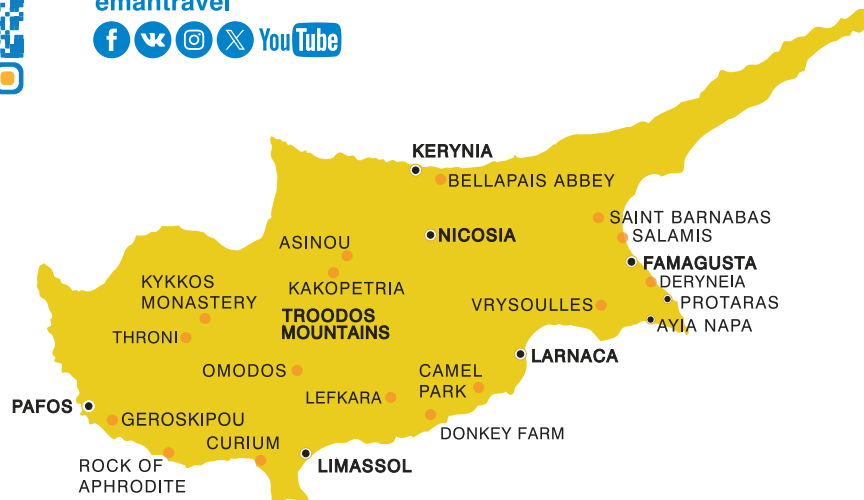 emantravel
f VK X YouTube
KERYNIA
BELLAPAIS ABBEY
SAINT BARNABAS
SALAMIS
NICOSIA
ASINOU
FAMAGUSTA
DERYNEIA
KYKKOS
MONASTERY
KAKOPETRIA
PROTARAS
VRYSOULLES
TROODOS
MOUNTAINS
AYIA NAPA
THRONI
LARNACA
OMODOS
CAMEL
PARK
LEFKARA
PAFOS
GEROSKIPOU
DONKEY FARM
CURIUM
LIMASSOL
ROCK OF
APHRODITE